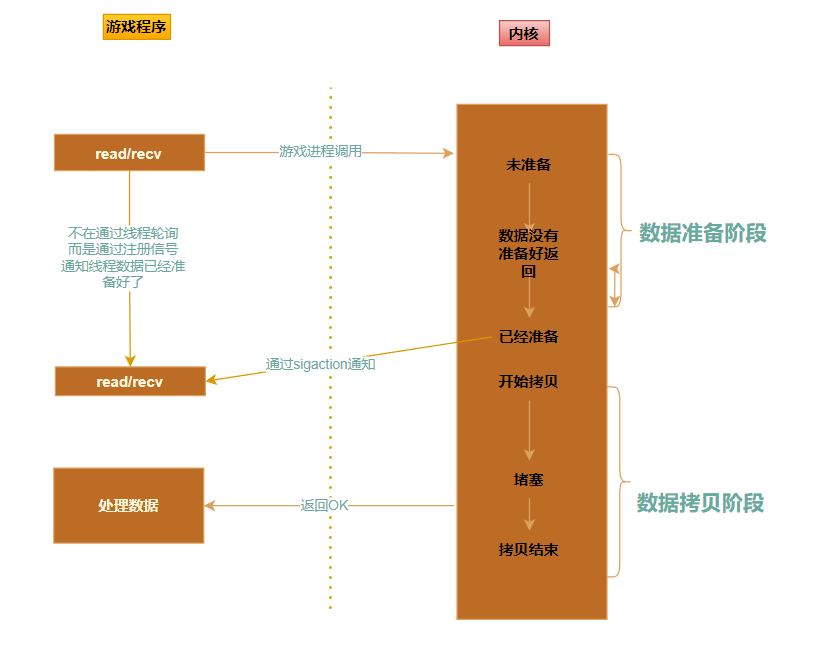 游戏程序
内核
read/recv
游戏进程调用
未准备
不在通过线程轮询
而是通过注册信号
通知线程数据已经准
备好了
数据没有
准备好返
回
数据准备阶段
已经准备
通过sigaction通知
read/recv
开始拷贝
堵塞
处理数据
返回OK
数据拷贝阶段
拷贝结束